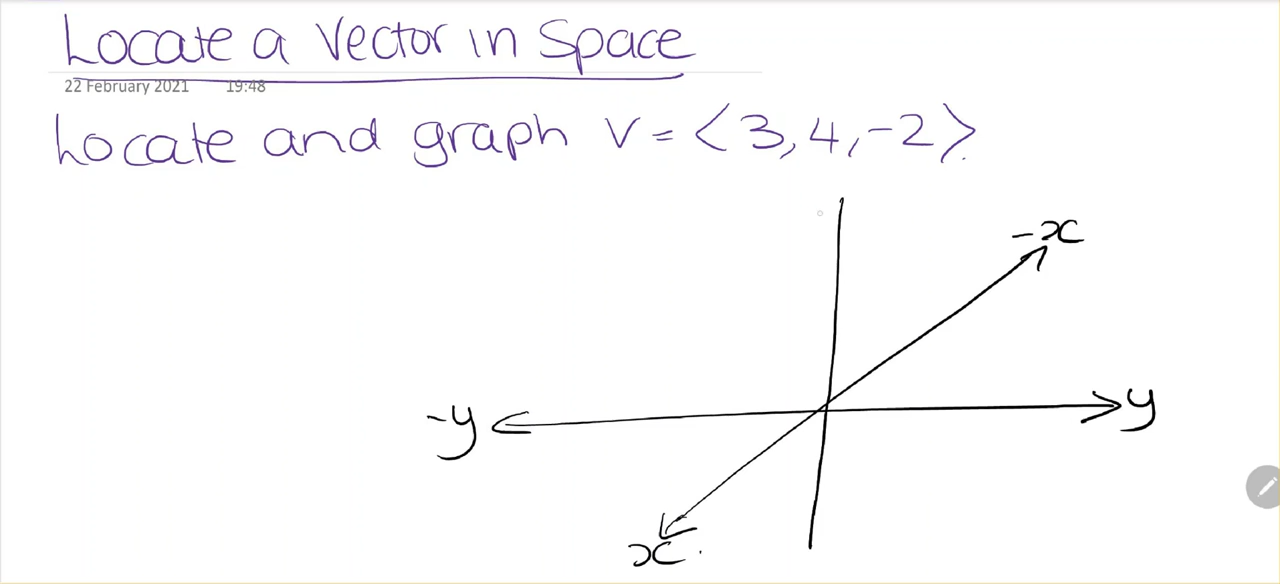 Locate a Vector in Space
22 February 2021 19:48
Locate and graph V = <3, 4, -2>.
-x
-y y
x.